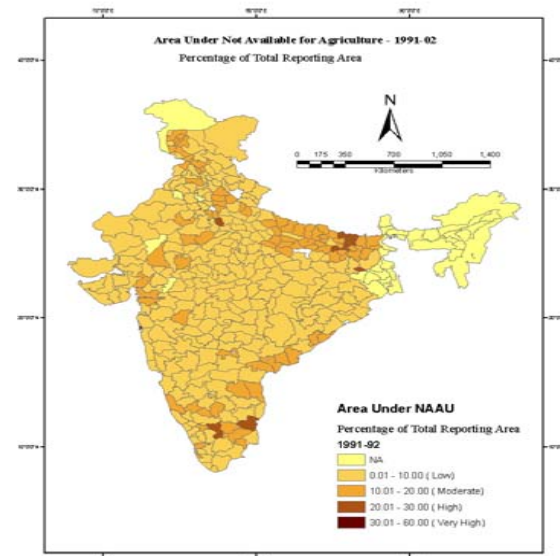 Area Under Not Available for Agriculture - 1991-02
Percentage of Total Reporting Area
N
0 175 350 700 1,050 1,400
Kilometers
Area Under NAAU
Percentage of Total Reporting Area
1991-92
NA
0.01 - 10.00 ( Low)
10.01 - 20.00 ( Moderate)
20.01 - 30.00 ( High)
30.01 - 60.00 ( Very High)